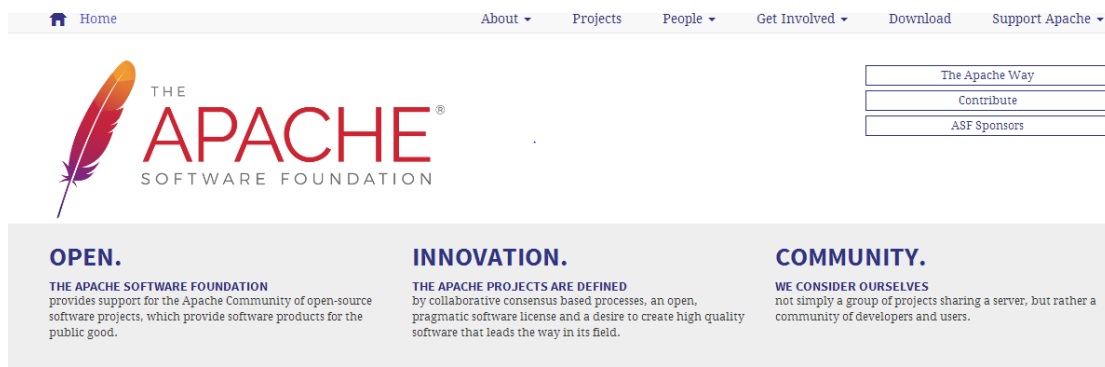 Home
About
Projects
People
Get Involved
Download
Support Apache
The Apache Way
Contribute
ASF Sponsors
THE
APACHE®
SOFTWARE FOUNDATION
OPEN.
THE APACHE SOFTWARE FOUNDATION
provides support for the Apache Community of open-source
software projects, which provide software products for the
public good.
INNOVATION.
THE APACHE PROJECTS ARE DEFINED
by collaborative consensus based processes, an open,
pragmatic software license and a desire to create high quality
software that leads the way in its field.
COMMUNITY.
WE CONSIDER OURSELVES
not simply a group of projects sharing a server, but rather a
community of developers and users.